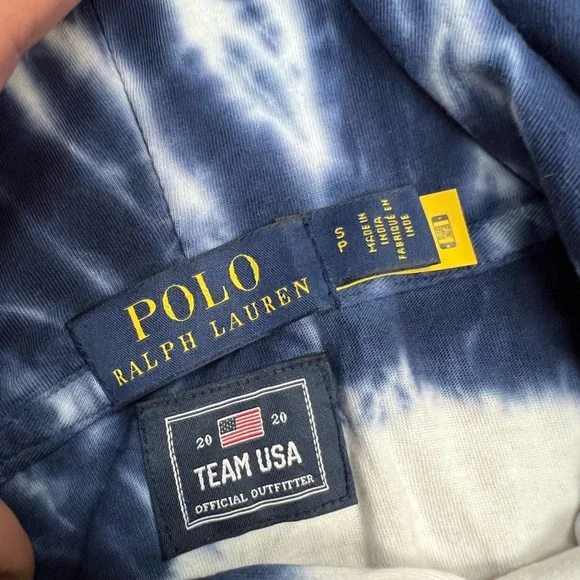 POLO
RALPH LAUREN
S
P
MADE IN
INDIA
FABRIQUÉ EN
INDE
20 20
TEAM USA
OFFICIAL OUTFITTER